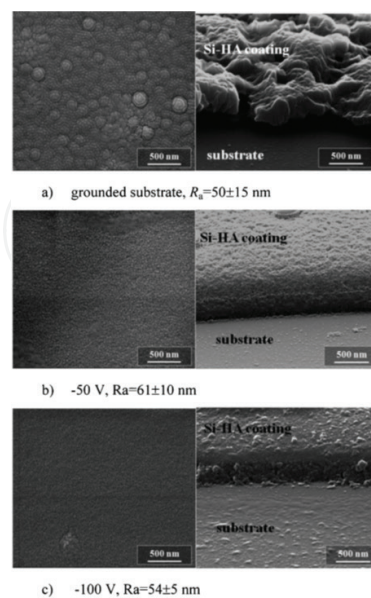 Si-HA coating
500 nm
substrate
500 nm
a) grounded substrate, Ra=50±15 nm
Si-HA coating
substrate
500 nm
500 nm
b) -50 V, Ra=61±10 nm
Si-HA coating
substrate
500 nm
500 nm
c) -100 V, Ra=54±5 nm